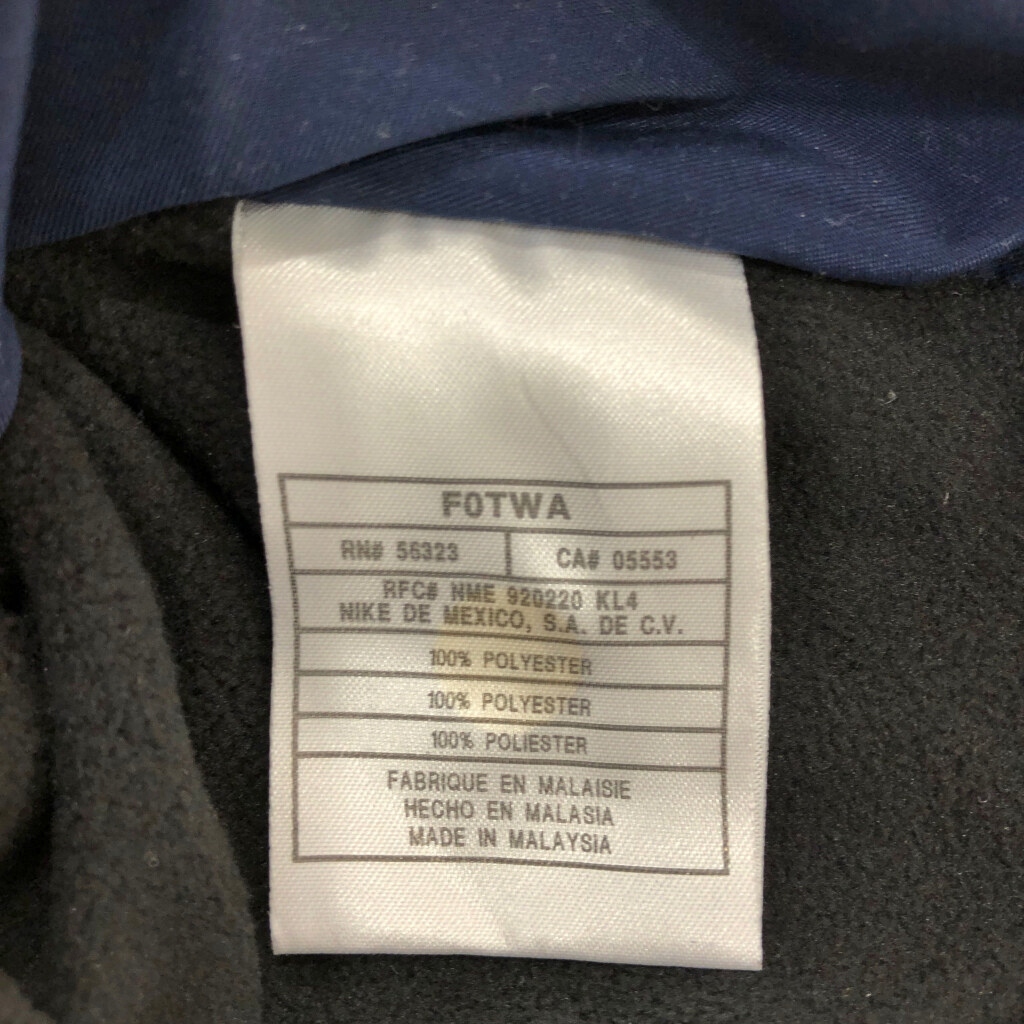 F0TWA
RN# 56323 CA# 05553
RFC# NME 920220 KL4
NIKE DE MEXICO, S.A. DE C.V.
100% POLYESTER
100% POLYESTER
100% POLIESTER
FABRIQUE EN MALAISIE
HECHO EN MALASIA
MADE IN MALAYSIA